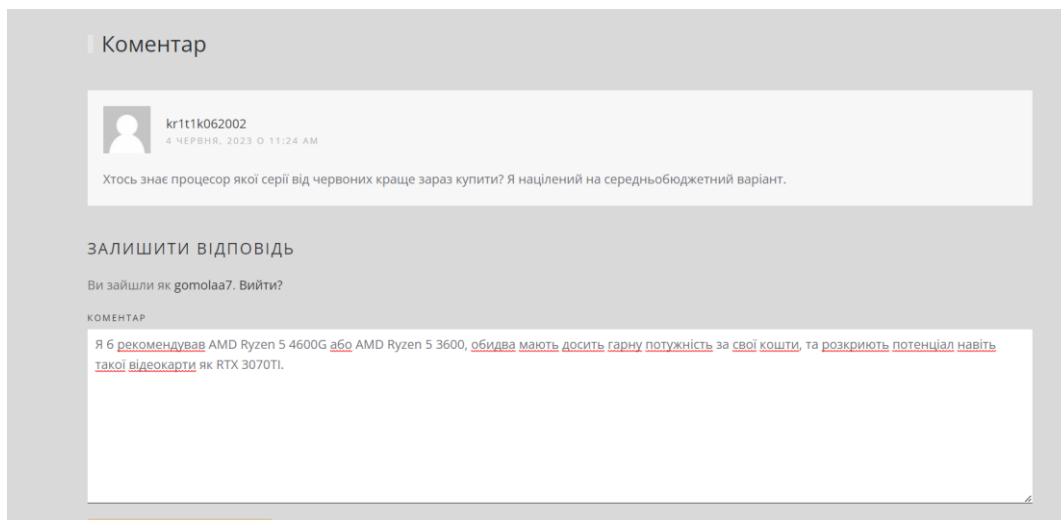 Коментар
kr1t1k062002
4 ЧЕРВНЯ, 2023 О 11:24 AM
Хтось знає процесор якої серії від червоних краще зараз купити? Я націлений на середньобюджетний варіант.
ЗАЛИШИТИ ВІДПОВІДЬ
Ви зайшли як gomolaa7. Вийти?
КОМЕНТАР
Я б рекомендував AMD Ryzen 5 4600G або AMD Ryzen 5 3600, обидва мають досить гарну потужність за свої кошти, та розкриють потенціал навіть
такої відеокарти як RTX 3070TI.